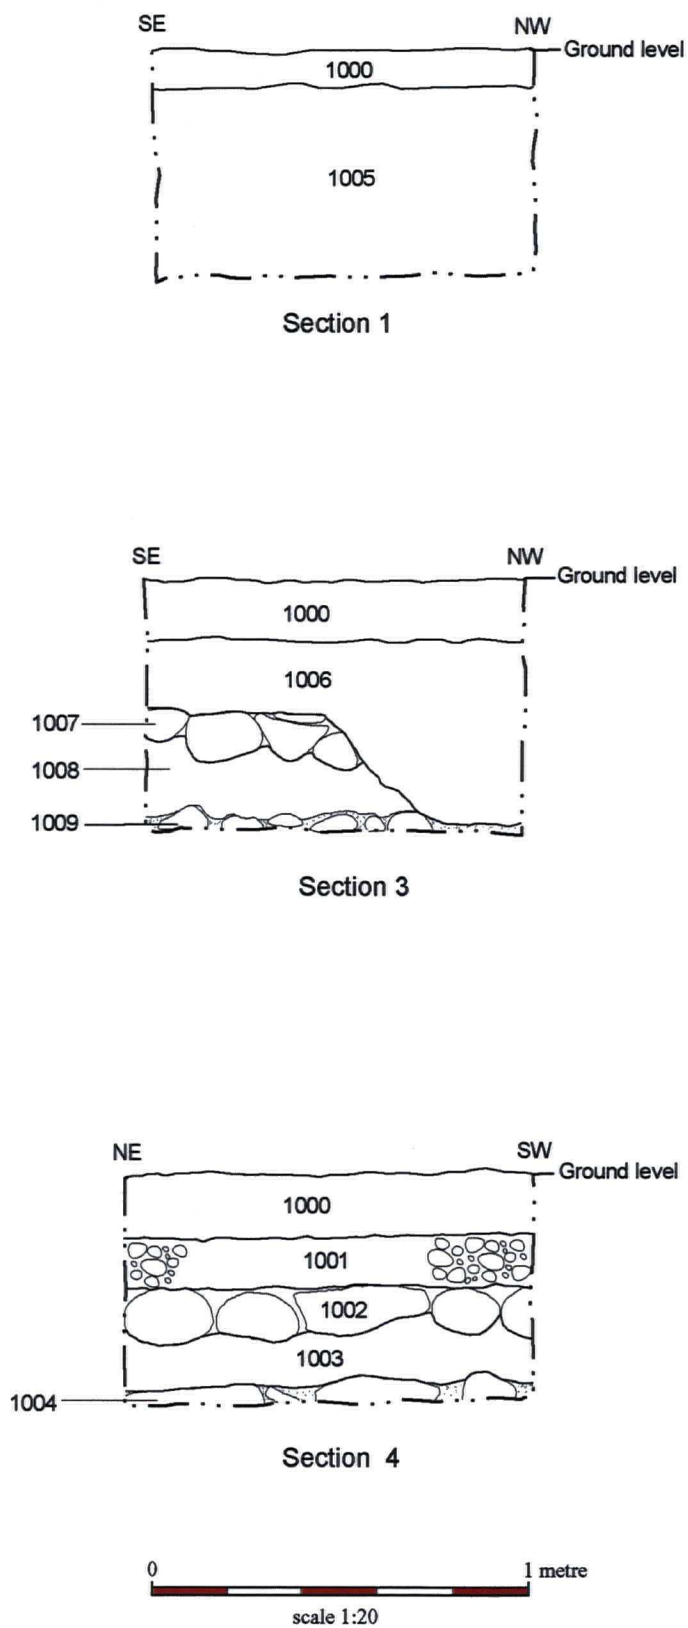 SE NW
Ground level
1000
1005
Section 1
SE NW
Ground level
1000
1006
1007
1008
1009
Section 3
NE SW
Ground level
1000
1001
1002
1003
1004
Section 4
0 1 metre
scale 1:20